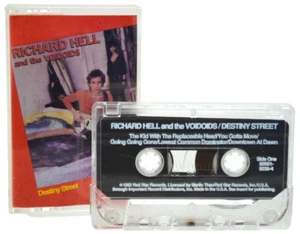 RICHARD HELL
and the VOIDOIDS
Destiny Street
RICHARD HELL and the VOIDOIDS/DESTINY STREET
The Kid With The Replaceable Head/You Gotta Move/
Going Going Gone/Lowest Common Dominator/Downtown At Dawn
Side One